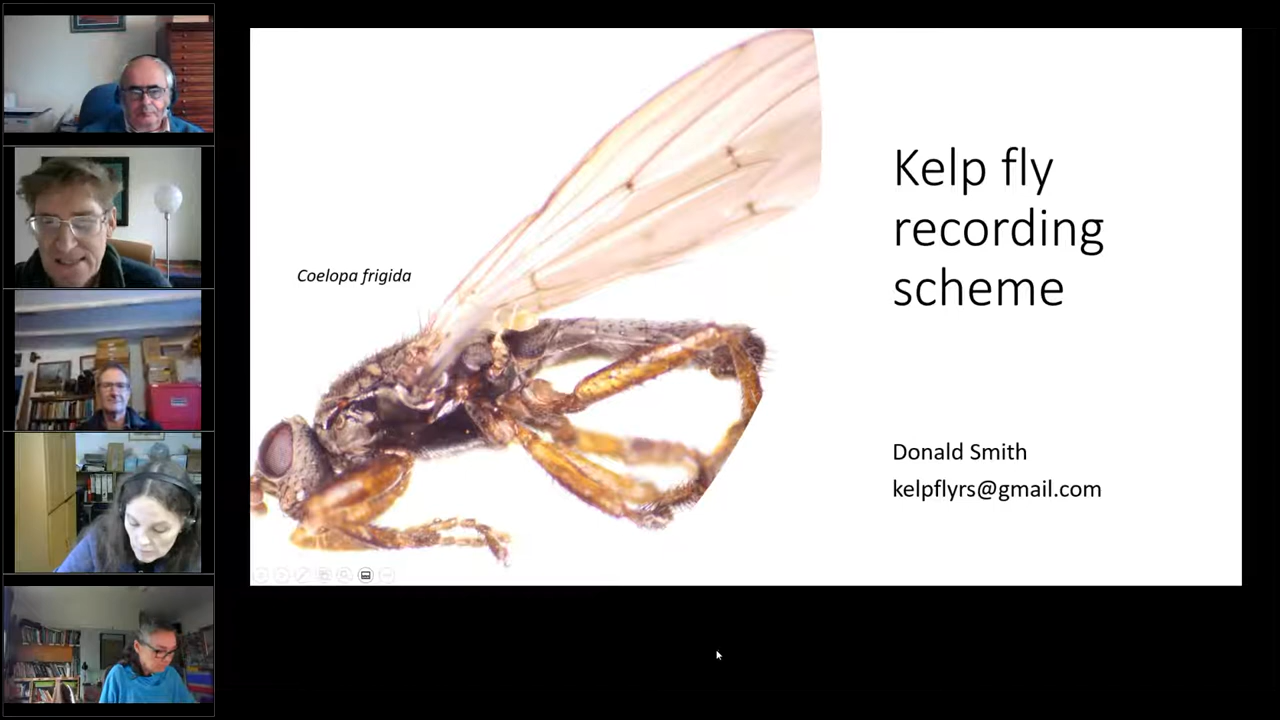 Coelopa frigida
Kelp fly
recording
scheme
Donald Smith
kelpflyrs@gmail.com